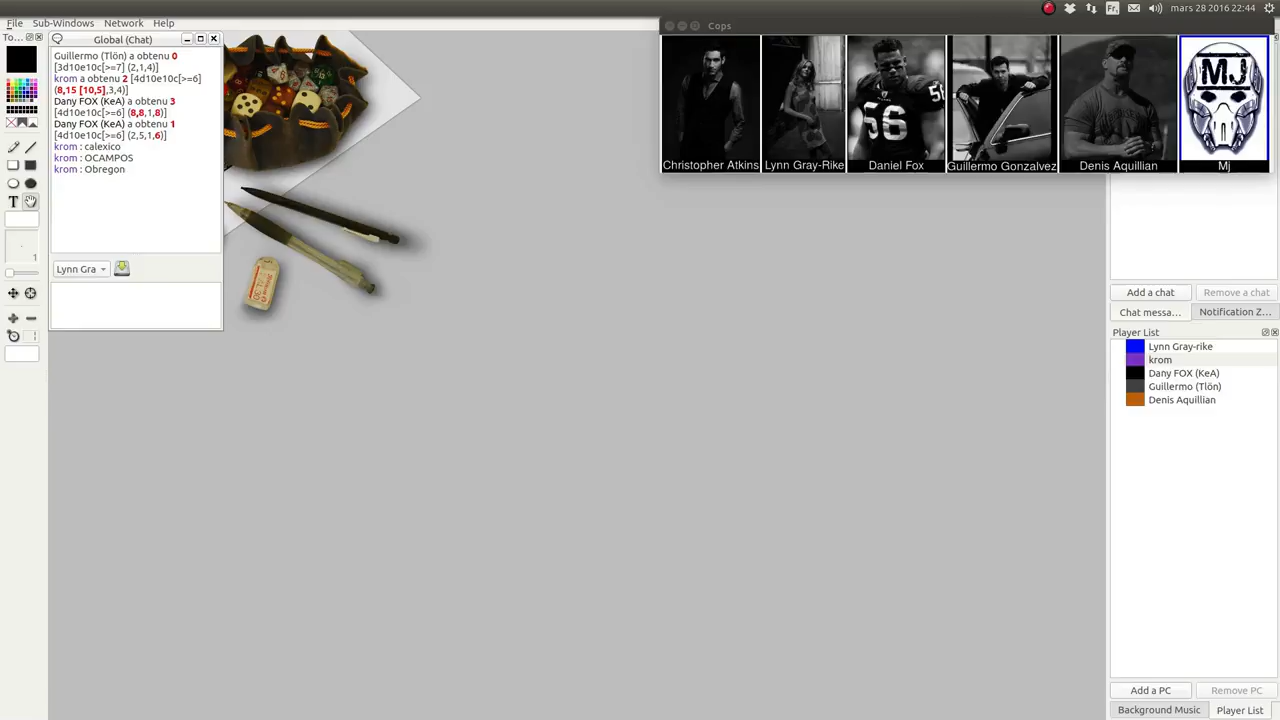 Fr
mars 28 2016 22:44
File Sub-Windows Network Help
To...
Global (Chat)
Guillermo (Tlön) a obtenu 0
[3d10e10c[>=7] (2,1,4)]
krom a obtenu 2 [4d10e10c[>=6]
(8,15 [10,5],3,4)]
Dany FOX (KeA) a obtenu 3
[4d10e10c[>=6] (8,8,1,8)]
Dany FOX (KeA) a obtenu 1
[4d10e10c[>=6] (2,5,1,6)]
krom : calexico
krom : OCAMPOS
krom : Obregon
Lynn Gra
T
1
Cops
56
MJ
Christopher Atkins
Lynn Gray-Rike
Daniel Fox
Guillermo Gonzalvez
Denis Aquillian
Mj
Add a chat
Remove a chat
Chat messa...
Notification Z...
Player List
Lynn Gray-rike
krom
Dany FOX (KeA)
Guillermo (Tlön)
Denis Aquillian
Add a PC
Remove PC
Background Music
Player List